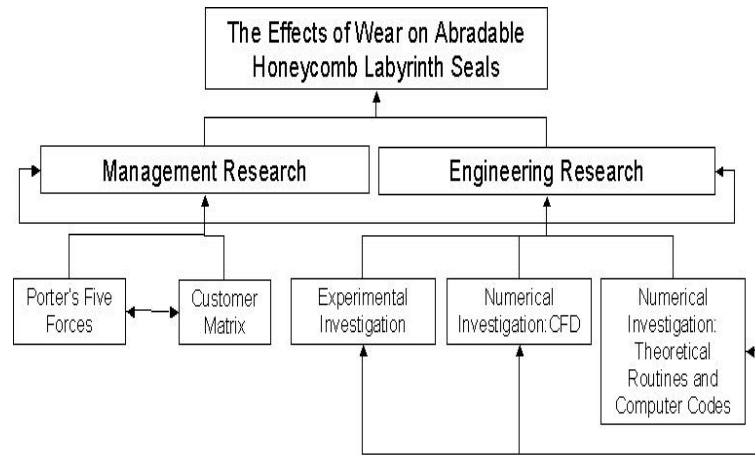 The Effects of Wear on Abradable
Honeycomb Labyrinth Seals
Management Research
Engineering Research
Porter's Five
Forces
Customer
Matrix
Experimental
Investigation
Numerical
Investigation: CFD
Numerical
Investigation:
Theoretical
Routines and
Computer Codes